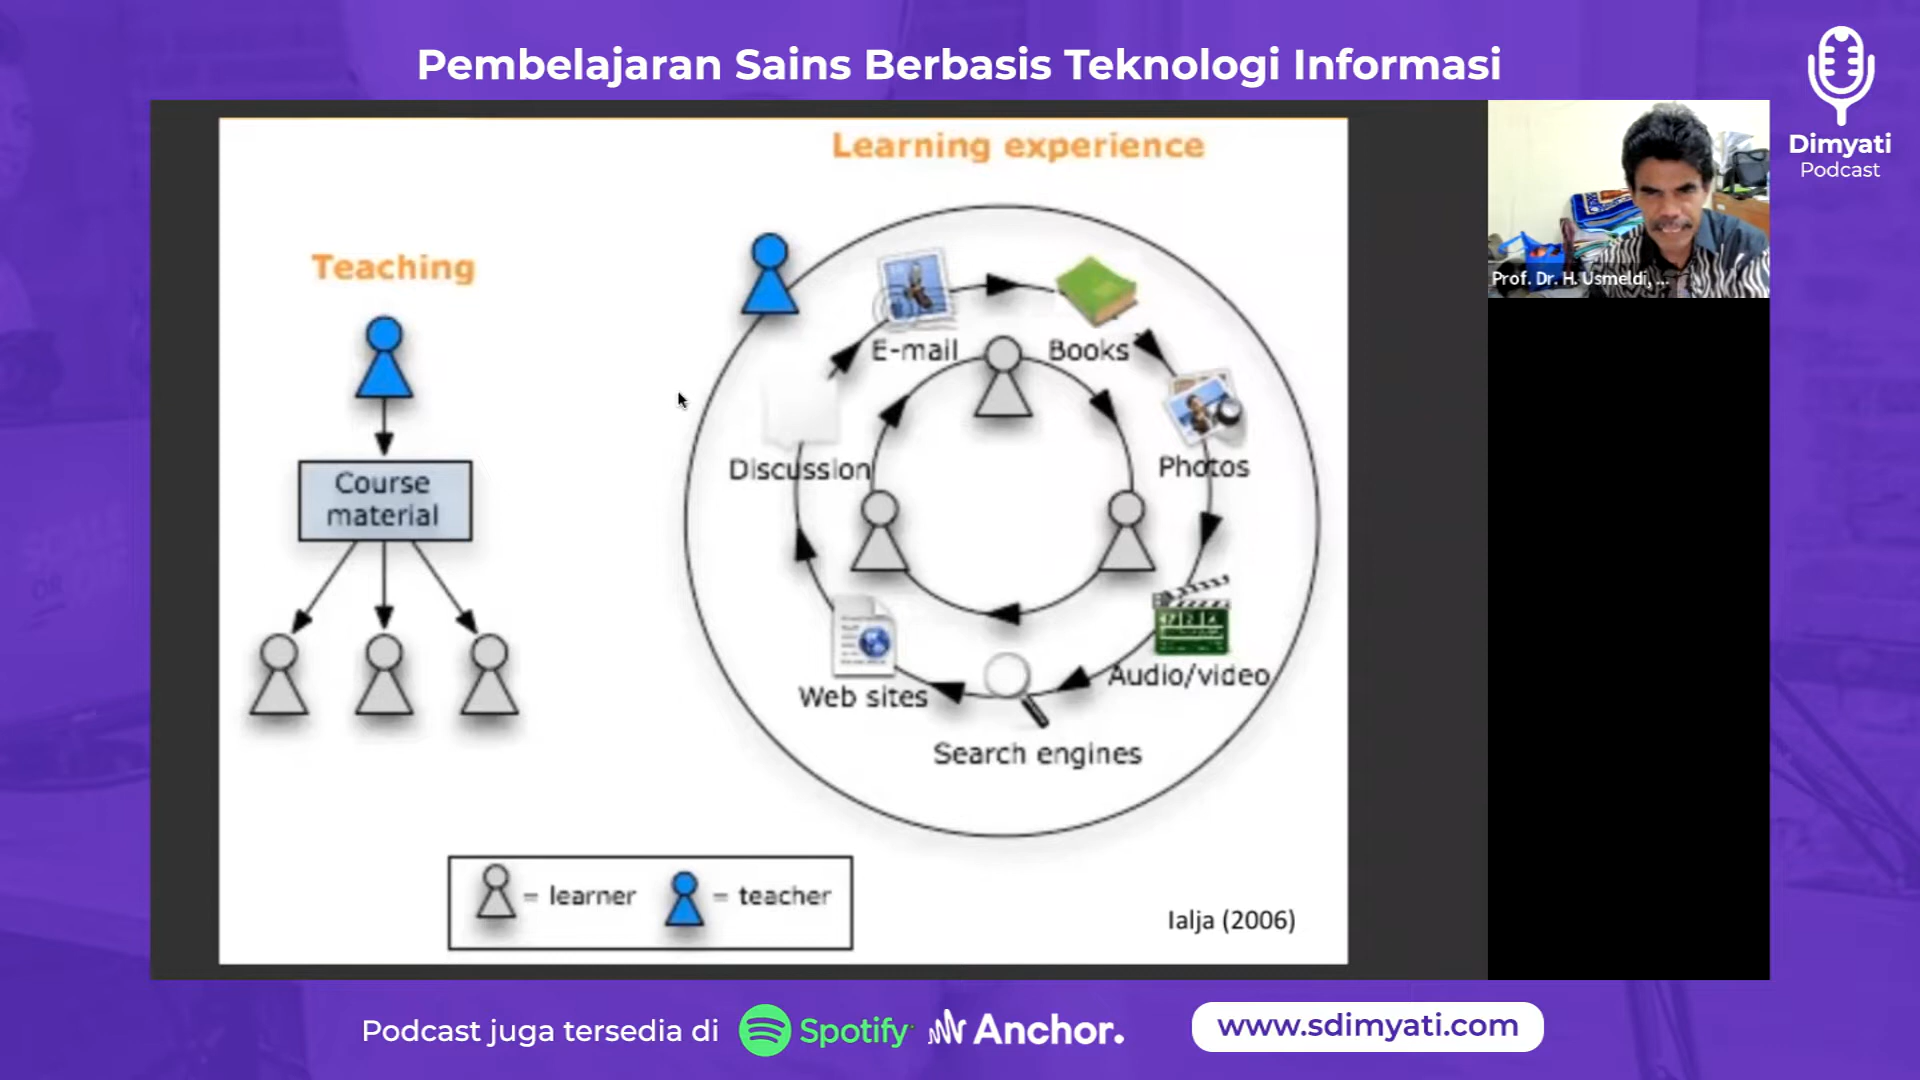 Pembelajaran Sains Berbasis Teknologi Informasi
Dimyati
Podcast
Prof. Dr. H. Usmeldi, ...
Learning experience
Teaching
E-mail
Books
Discussion
Photos
Course
material
Web sites
Audio/video
Search engines
= learner
= teacher
Ialja (2006)
Podcast juga tersedia di
Spotify
Anchor.
www.sdimyati.com